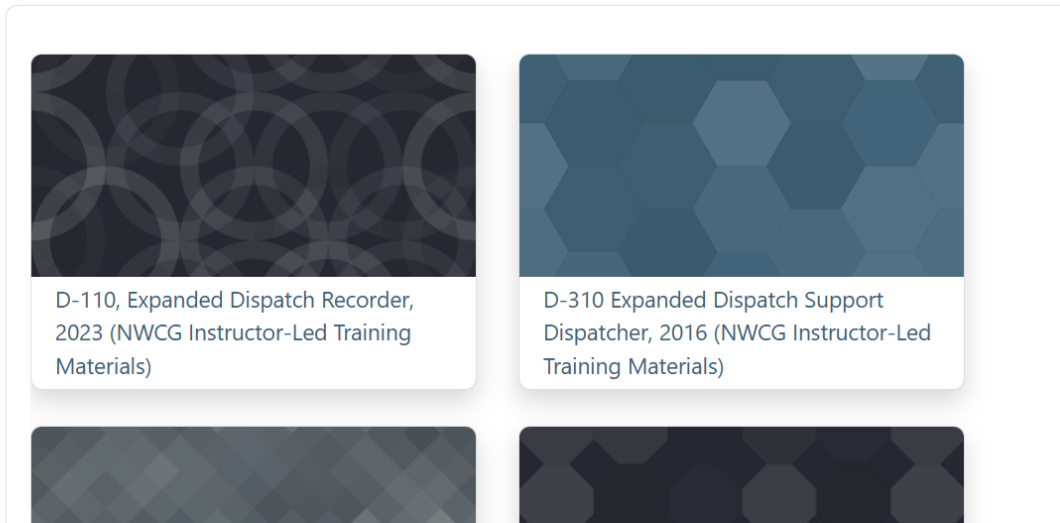 D-110, Expanded Dispatch Recorder,
2023 (NWCG Instructor-Led Training
Materials)
D-310 Expanded Dispatch Support
Dispatcher, 2016 (NWCG Instructor-Led
Training Materials)